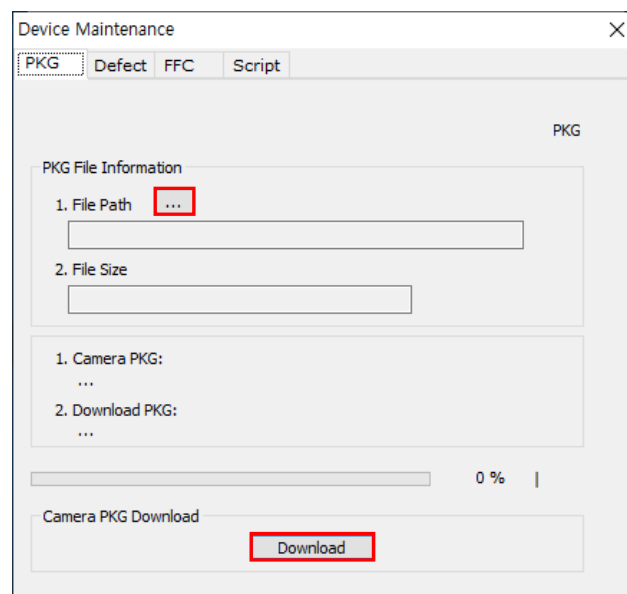 Device Maintenance
PKG Defect FFC Script
PKG
PKG File Information
1. File Path ...
2. File Size
1. Camera PKG:
...
2. Download PKG:
...
0 %
Camera PKG Download
Download